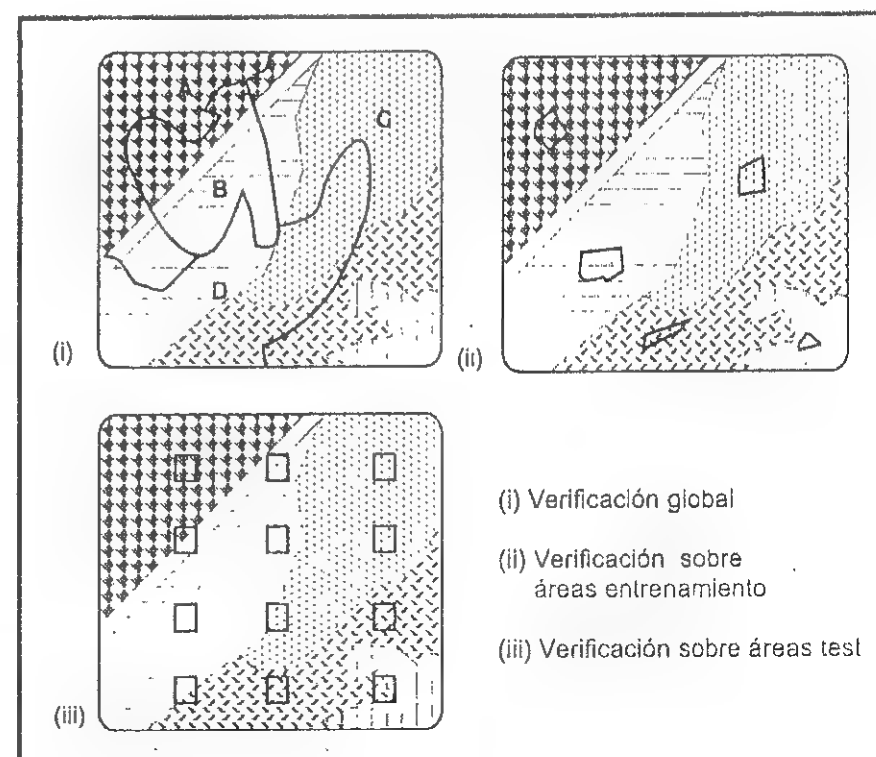 A
C
B
D
(i)
(ii)
(iii)
(i) Verificación global
(ii) Verificación sobre
áreas entrenamiento
(iii) Verificación sobre áreas test